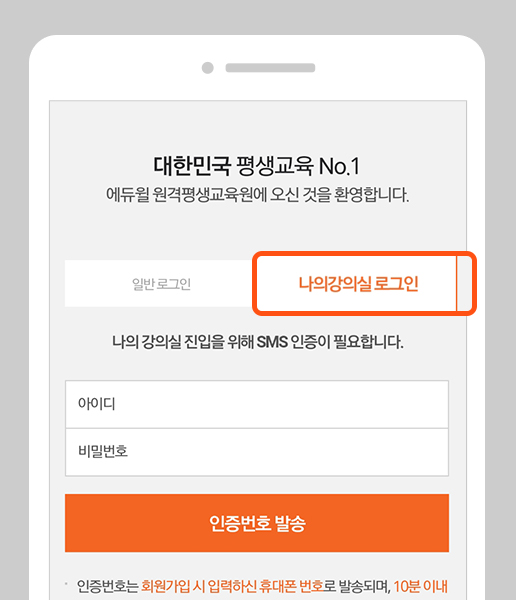 대한민국 평생교육 No.1
에듀윌 원격평생교육원에 오신 것을 환영합니다.
일반 로그인
나의강의실 로그인
나의 강의실 진입을 위해 SMS 인증이 필요합니다.
아이디
비밀번호
인증번호 발송
인증번호는 회원가입 시 입력하신 휴대폰 번호로 발송되며, 10분 이내